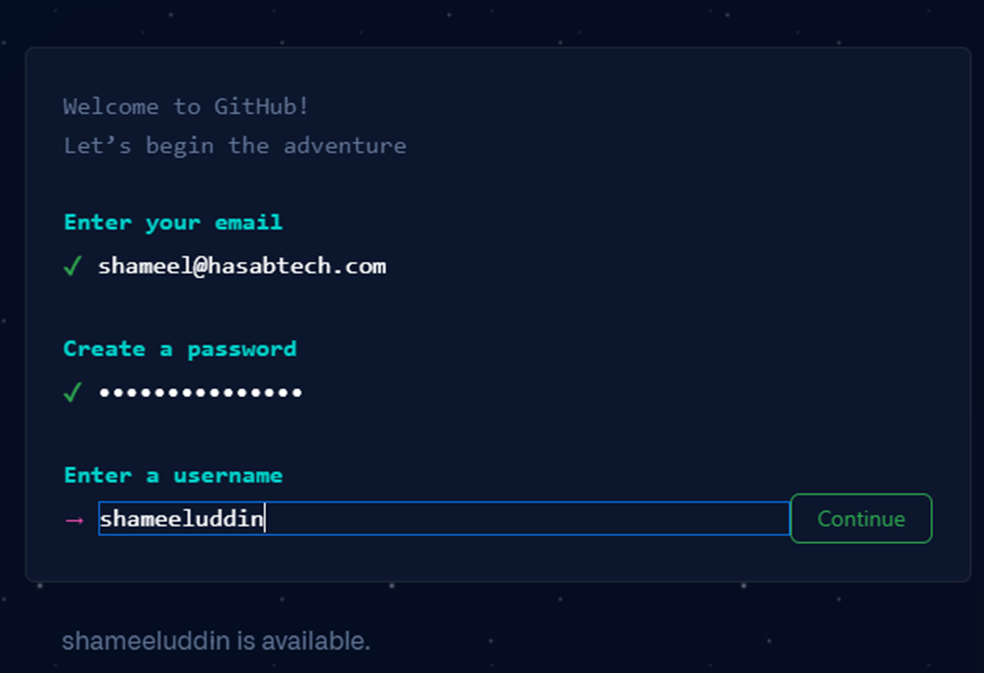 Welcome to GitHub!
Let’s begin the adventure
Enter your email
✓ shameel@hasabtech.com
Create a password
✓ •••••••••••••••
Enter a username
→ shameeluddin
Continue
shameeluddin is available.